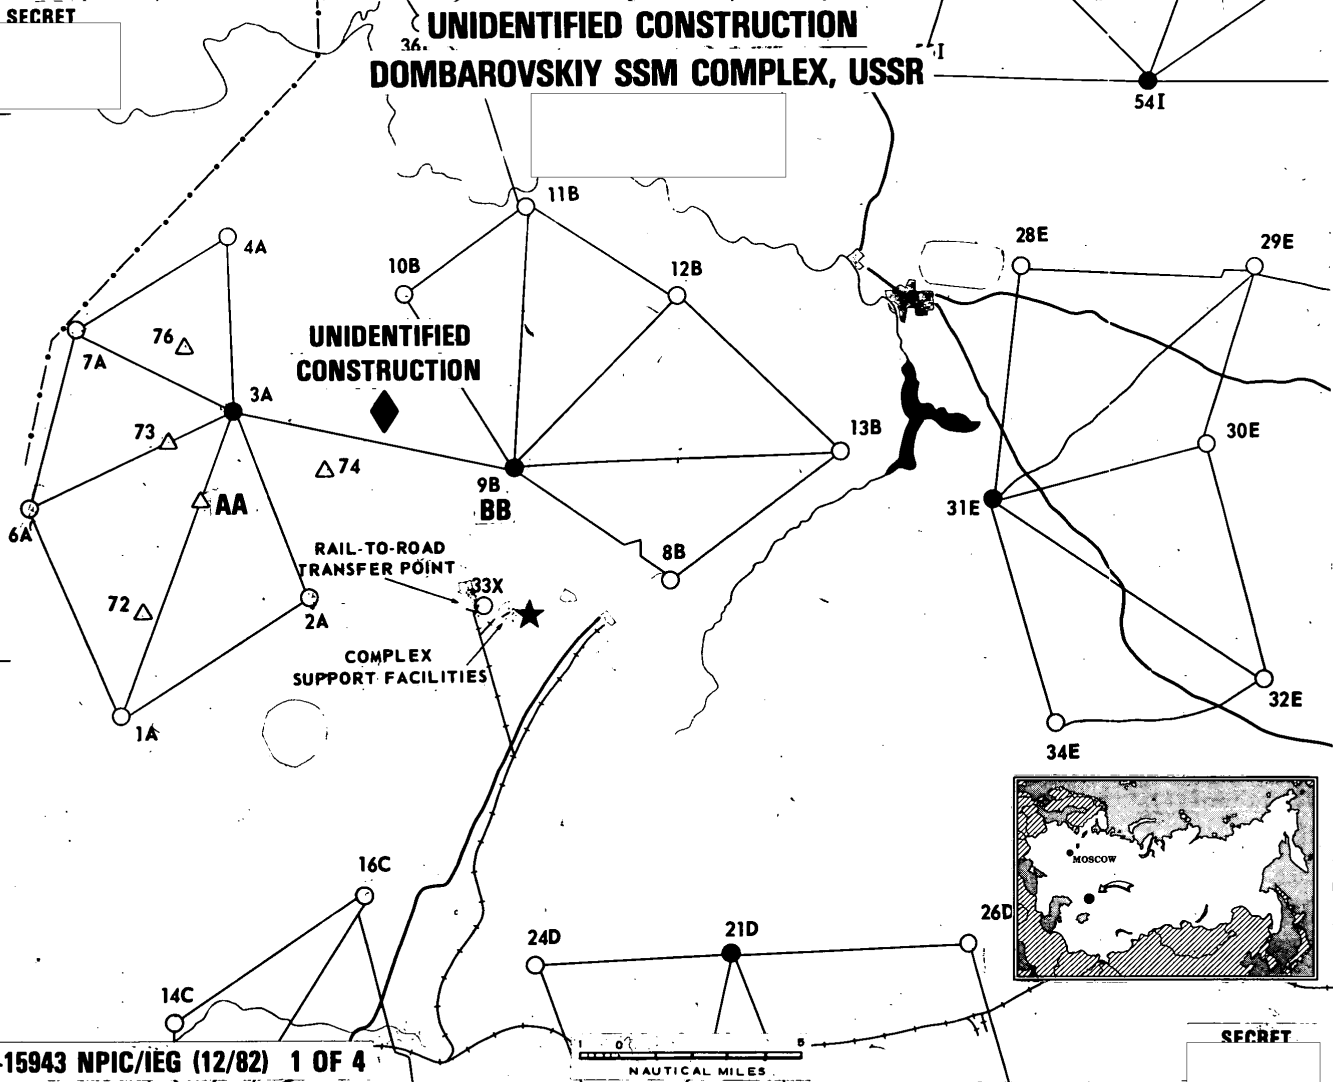 SECRET
UNIDENTIFIED CONSTRUCTION
36
DOMBAROVSKIY SSM COMPLEX, USSR
54I
11B
4A
28E
29E
10B
12B
76
7A
UNIDENTIFIED
CONSTRUCTION
3A
73
74
13B
30E
9B
BB
AA
31E
6A
RAIL-TO-ROAD
TRANSFER POINT
8B
33X
72
2A
COMPLEX
SUPPORT FACILITIES
1A
32E
34E
MOSCOW
16C
24D
21D
26D
14C
SECRET
-15943 NPIC/IEG (12/82) 1 OF 4
1 0 5
NAUTICAL MILES